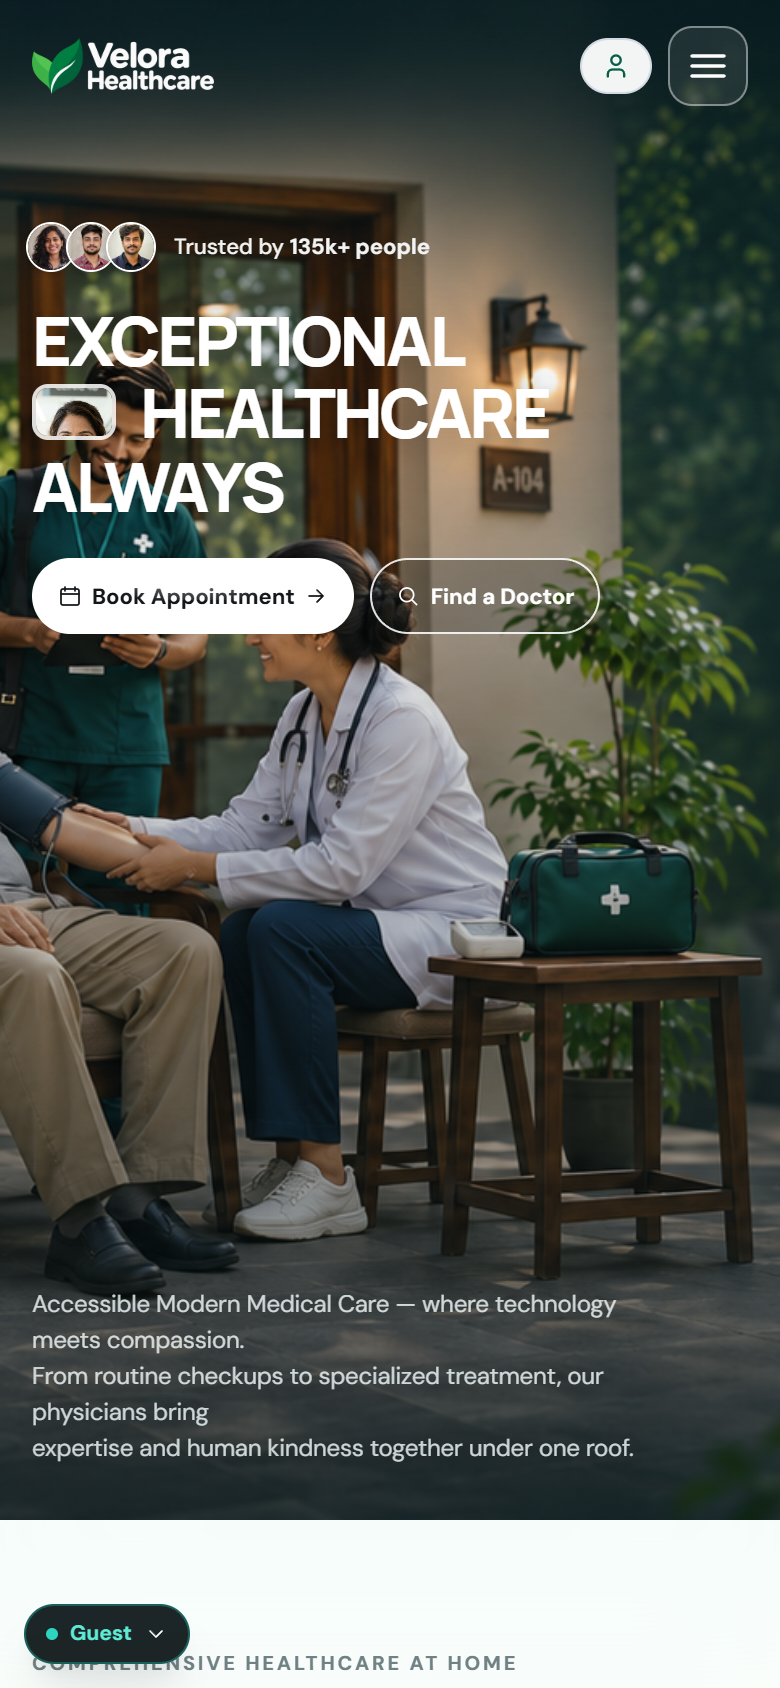 Velora
Healthcare
Trusted by 135k+ people
EXCEPTIONAL
HEALTHCARE
ALWAYS
A-104
Book Appointment
Find a Doctor
Accessible Modern Medical Care — where technology
meets compassion.
From routine checkups to specialized treatment, our
physicians bring
expertise and human kindness together under one roof.
Guest
COMPREHENSIVE HEALTHCARE AT HOME